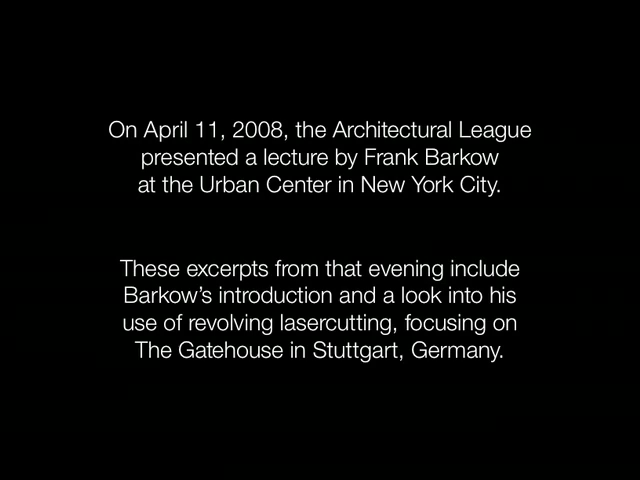 On April 11, 2008, the Architectural League
presented a lecture by Frank Barkow
at the Urban Center in New York City.
These excerpts from that evening include
Barkow’s introduction and a look into his
use of revolving lasercutting, focusing on
The Gatehouse in Stuttgart, Germany.